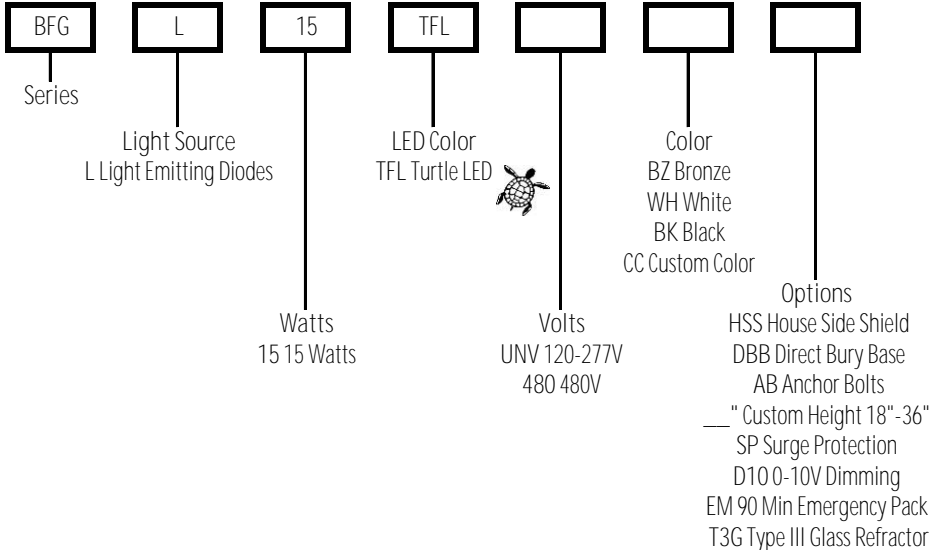 BFG L 15 TFL
Series
Light Source
L Light Emitting Diodes
LED Color
TFL Turtle LED
Color
BZ Bronze
WH White
BK Black
CC Custom Color
Watts
15 15 Watts
Volts
UNV 120-277V
480 480V
Options
HSS House Side Shield
DBB Direct Bury Base
AB Anchor Bolts
__" Custom Height 18"-36"
SP Surge Protection
D10 0-10V Dimming
EM 90 Min Emergency Pack
T3G Type III Glass Refractor